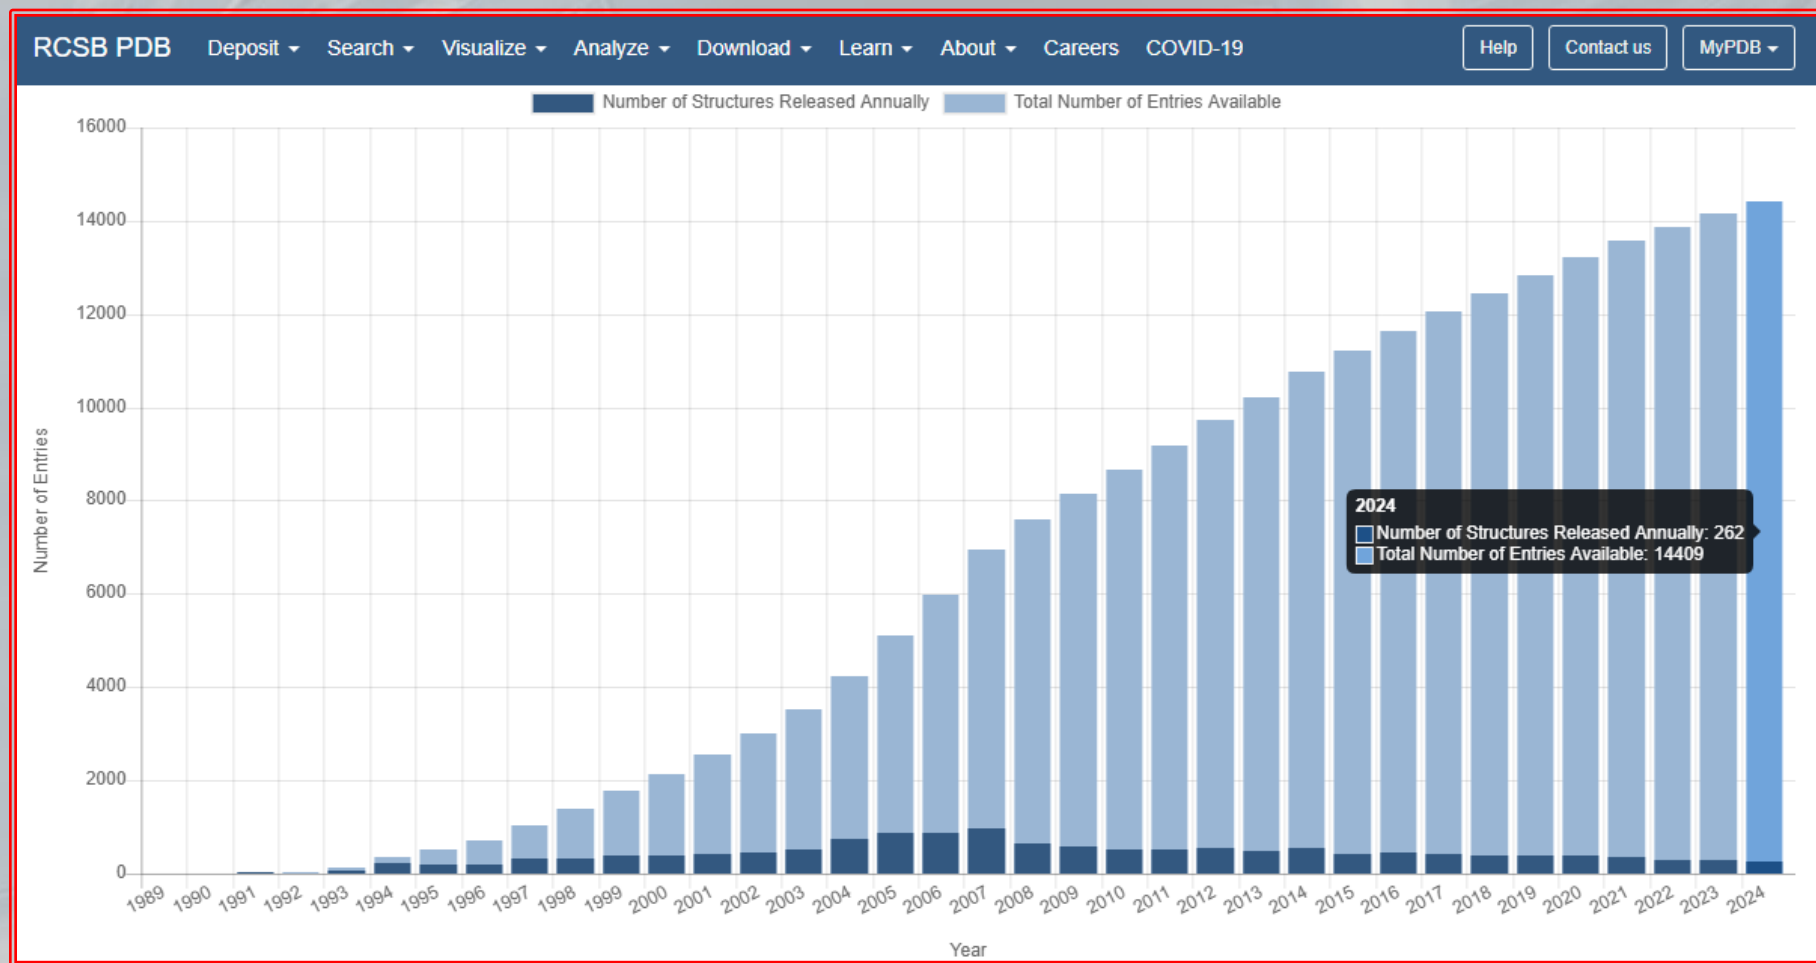 RCSB PDB Deposit Search Visualize Analyze Download Learn About Careers COVID-19 Help Contact us MyPDB
Number of Structures Released Annually Total Number of Entries Available
16000
14000
12000
10000
8000
6000
4000
2000
0
Number of Entries
2024
Number of Structures Released Annually: 262
Total Number of Entries Available: 14409
1989 1990 1991 1992 1993 1994 1995 1996 1997 1998 1999 2000 2001 2002 2003 2004 2005 2006 2007 2008 2009 2010 2011 2012 2013 2014 2015 2016 2017 2018 2019 2020 2021 2022 2023 2024
Year